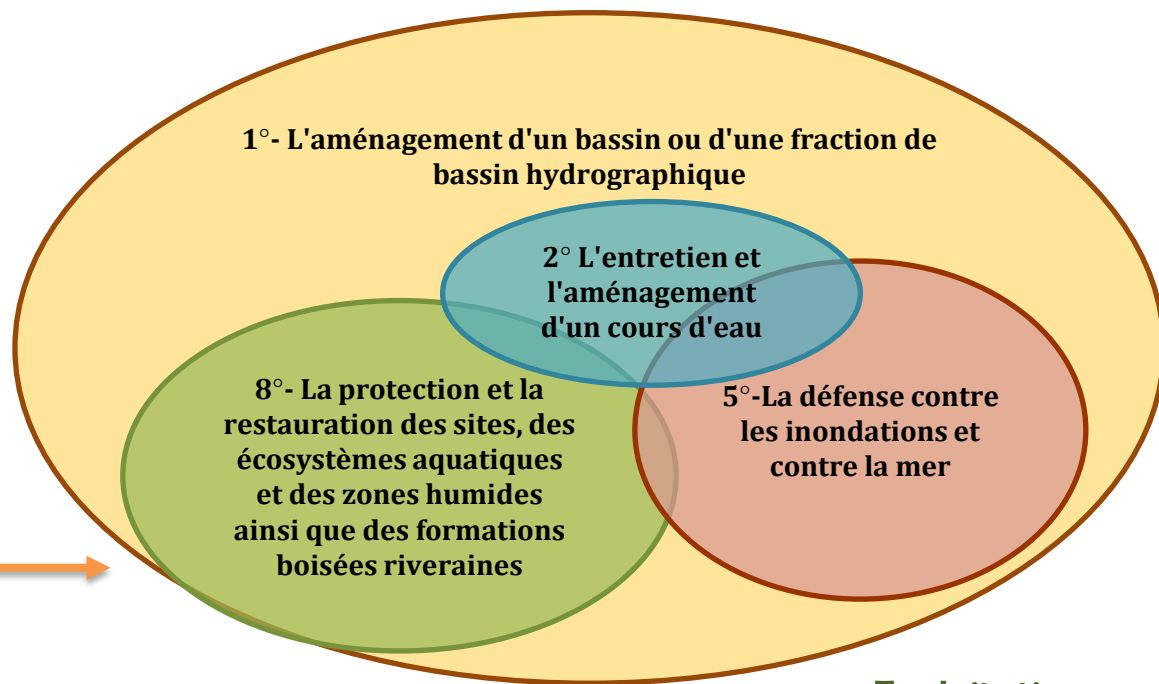 1°- L'aménagement d'un bassin ou d'une fraction de
bassin hydrographique
2° L'entretien et
l'aménagement
d'un cours d'eau
8°- La protection et la
restauration des sites, des
écosystèmes aquatiques
et des zones humides
ainsi que des formations
boisées riveraines
5°-La défense contre
les inondations et
contre la mer